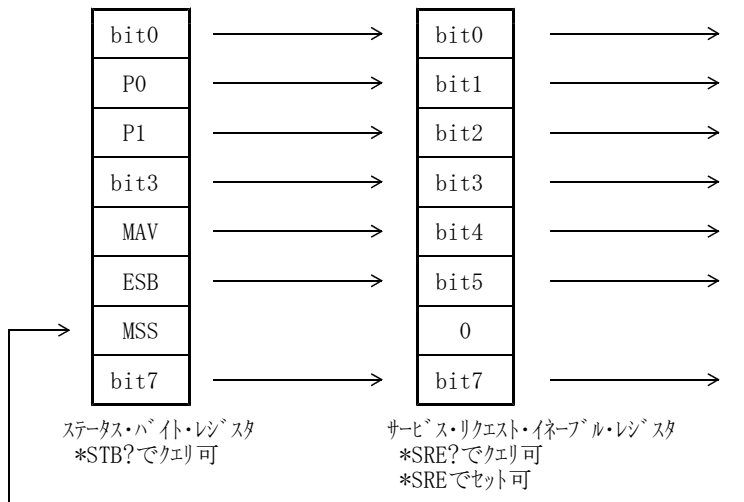 bit0 bit0
P0 bit1
P1 bit2
bit3 bit3
MAV bit4
ESB bit5
MSS 0
bit7 bit7
ステータス・バイト・レジスタ サービス・リクエスト・イネーブル・レジスタ
*STB?でクエリ可 *SRE?でクエリ可
*SREでセット可